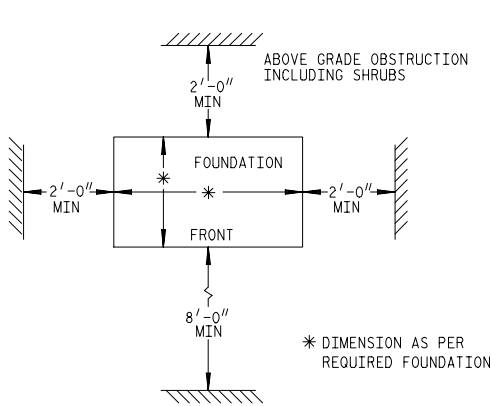 ABOVE GRADE OBSTRUCTION
INCLUDING SHRUBS
2'-0"
MIN
FOUNDATION
*
2'-0"
MIN
*
2'-0"
MIN
FRONT
8'-0"
MIN
* DIMENSION AS PER
REQUIRED FOUNDATION